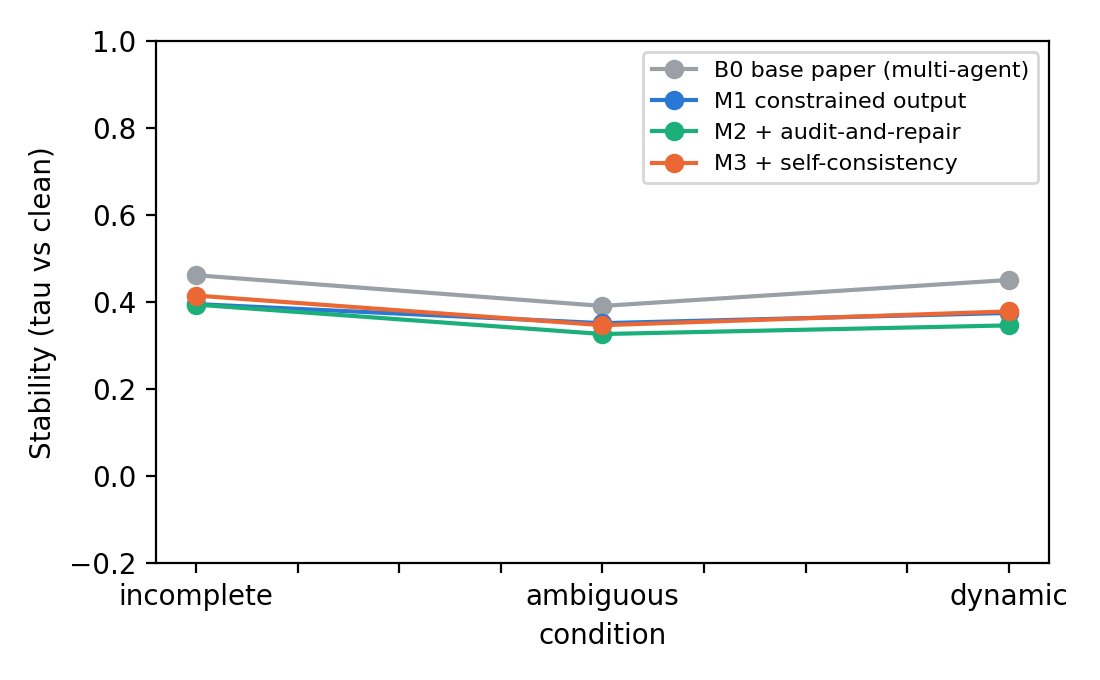 1.0
0.8
0.6
0.4
0.2
0.0
−0.2
Stability (tau vs clean)
B0 base paper (multi-agent)
M1 constrained output
M2 + audit-and-repair
M3 + self-consistency
incomplete
ambiguous
dynamic
condition